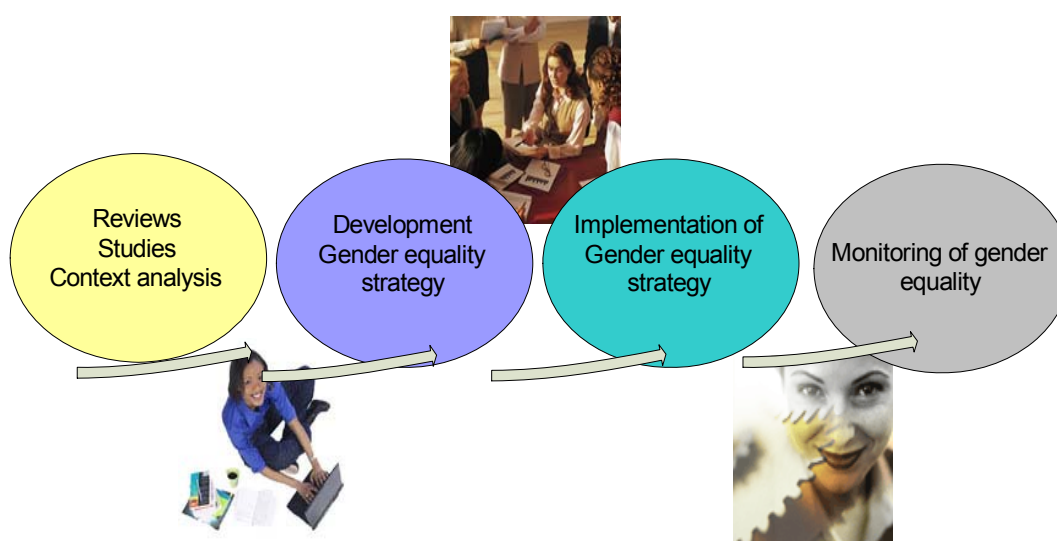 Reviews
Studies
Context analysis
Development
Gender equality
strategy
Implementation of
Gender equality
strategy
Monitoring of gender
equality